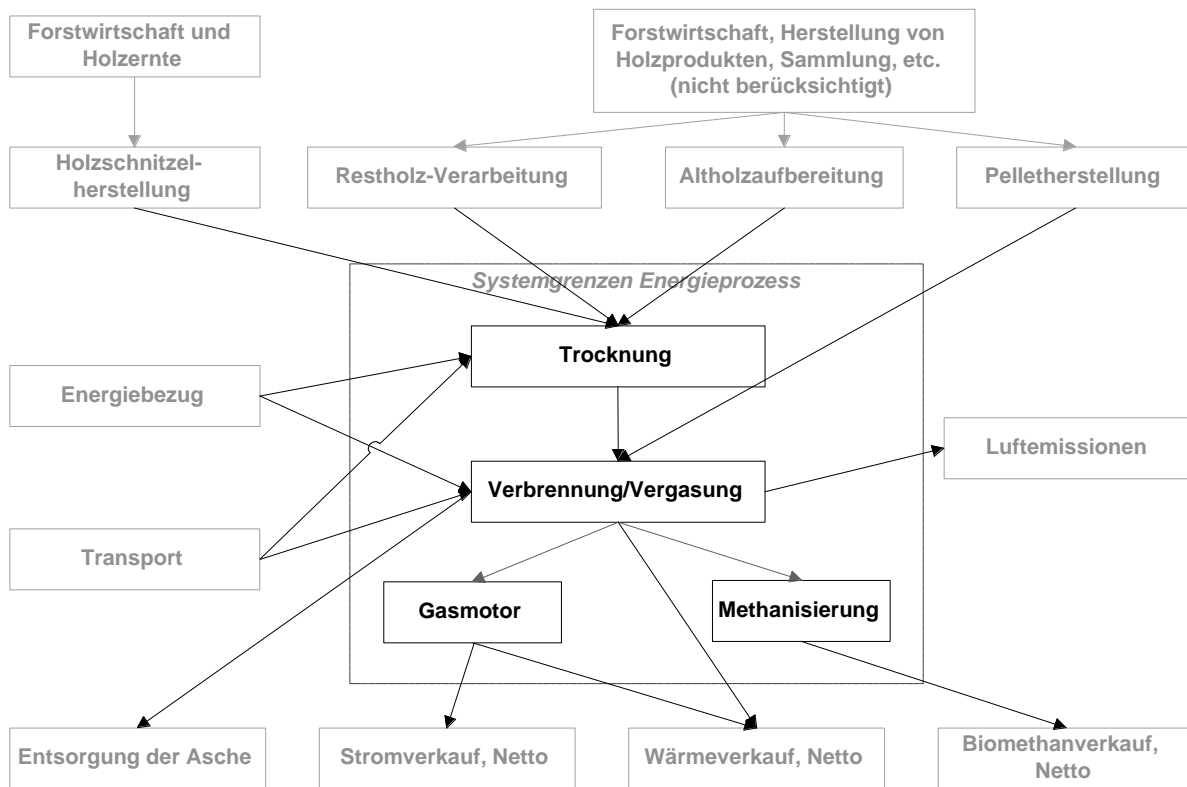 Forstwirtschaft und
Holzernte
Forstwirtschaft, Herstellung von
Holzprodukten, Sammlung, etc.
(nicht berücksichtigt)
Holzschnitzel-
herstellung
Restholz-Verarbeitung
Altholzaufbereitung
Pelletherstellung
Systemgrenzen Energieprozess
Trocknung
Energiebezug
Luftemissionen
Verbrennung/Vergasung
Transport
Gasmotor
Methanisierung
Entsorgung der Asche
Stromverkauf, Netto
Wärmeverkauf, Netto
Biomethanverkauf,
Netto